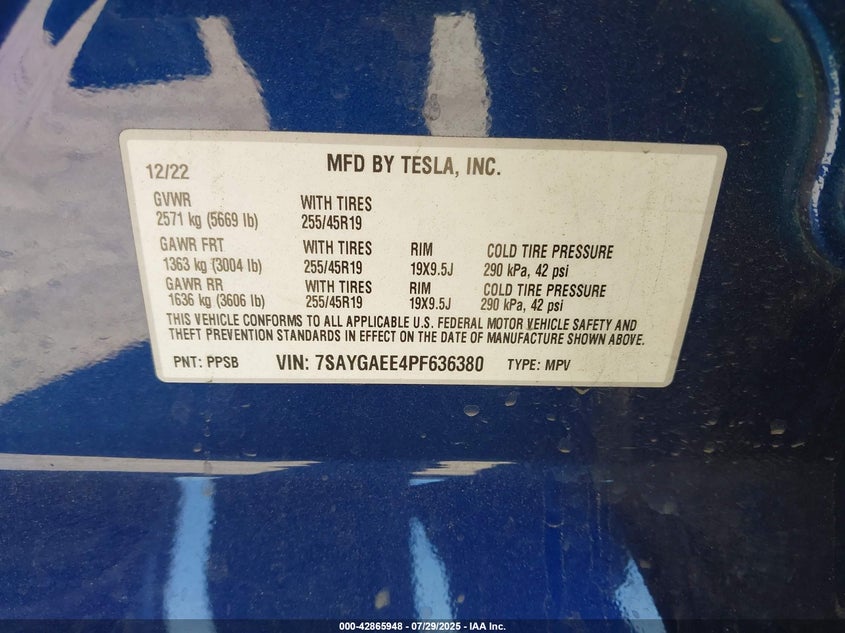 12/22 MFD BY TESLA, INC.
GVWR WITH TIRES
2571 kg (5669 lb) 255/45R19
GAWR FRT WITH TIRES RIM COLD TIRE PRESSURE
1363 kg (3004 lb) 255/45R19 19X9.5J 290 kPa, 42 psi
GAWR RR WITH TIRES RIM COLD TIRE PRESSURE
1636 kg (3606 lb) 255/45R19 19X9.5J 290 kPa, 42 psi
THIS VEHICLE CONFORMS TO ALL APPLICABLE U.S. FEDERAL MOTOR VEHICLE SAFETY AND
THEFT PREVENTION STANDARDS IN EFFECT ON THE DATE OF MANUFACTURE SHOWN ABOVE.
PNT: PPSB VIN: 7SAYGAEE4PF636380 TYPE: MPV
000-42865948 - 07/29/2025 - IAA Inc.